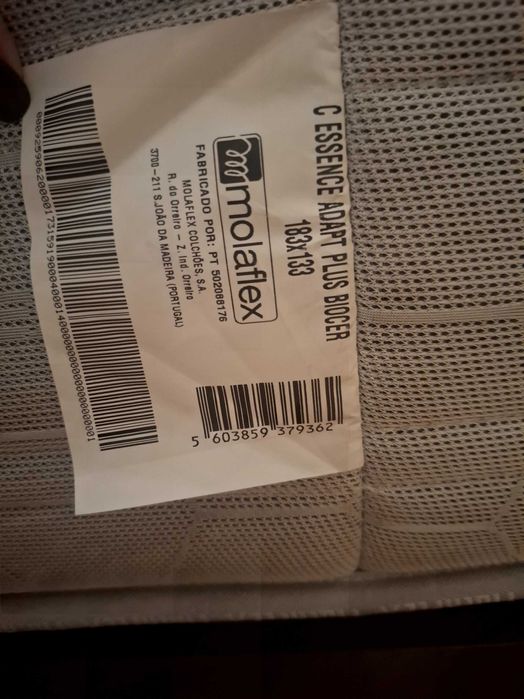 C ESSENCE ADAPT PLUS BIOCER
183x133
molaflex
FABRICADO POR: PT 502088176
MOLAFLEX COLCHÕES, S.A.
R. do Orreiro - Z. Ind. Orreiro
3700-211 S.JOÃO DA MADEIRA (PORTUGAL)
5 603859 379362